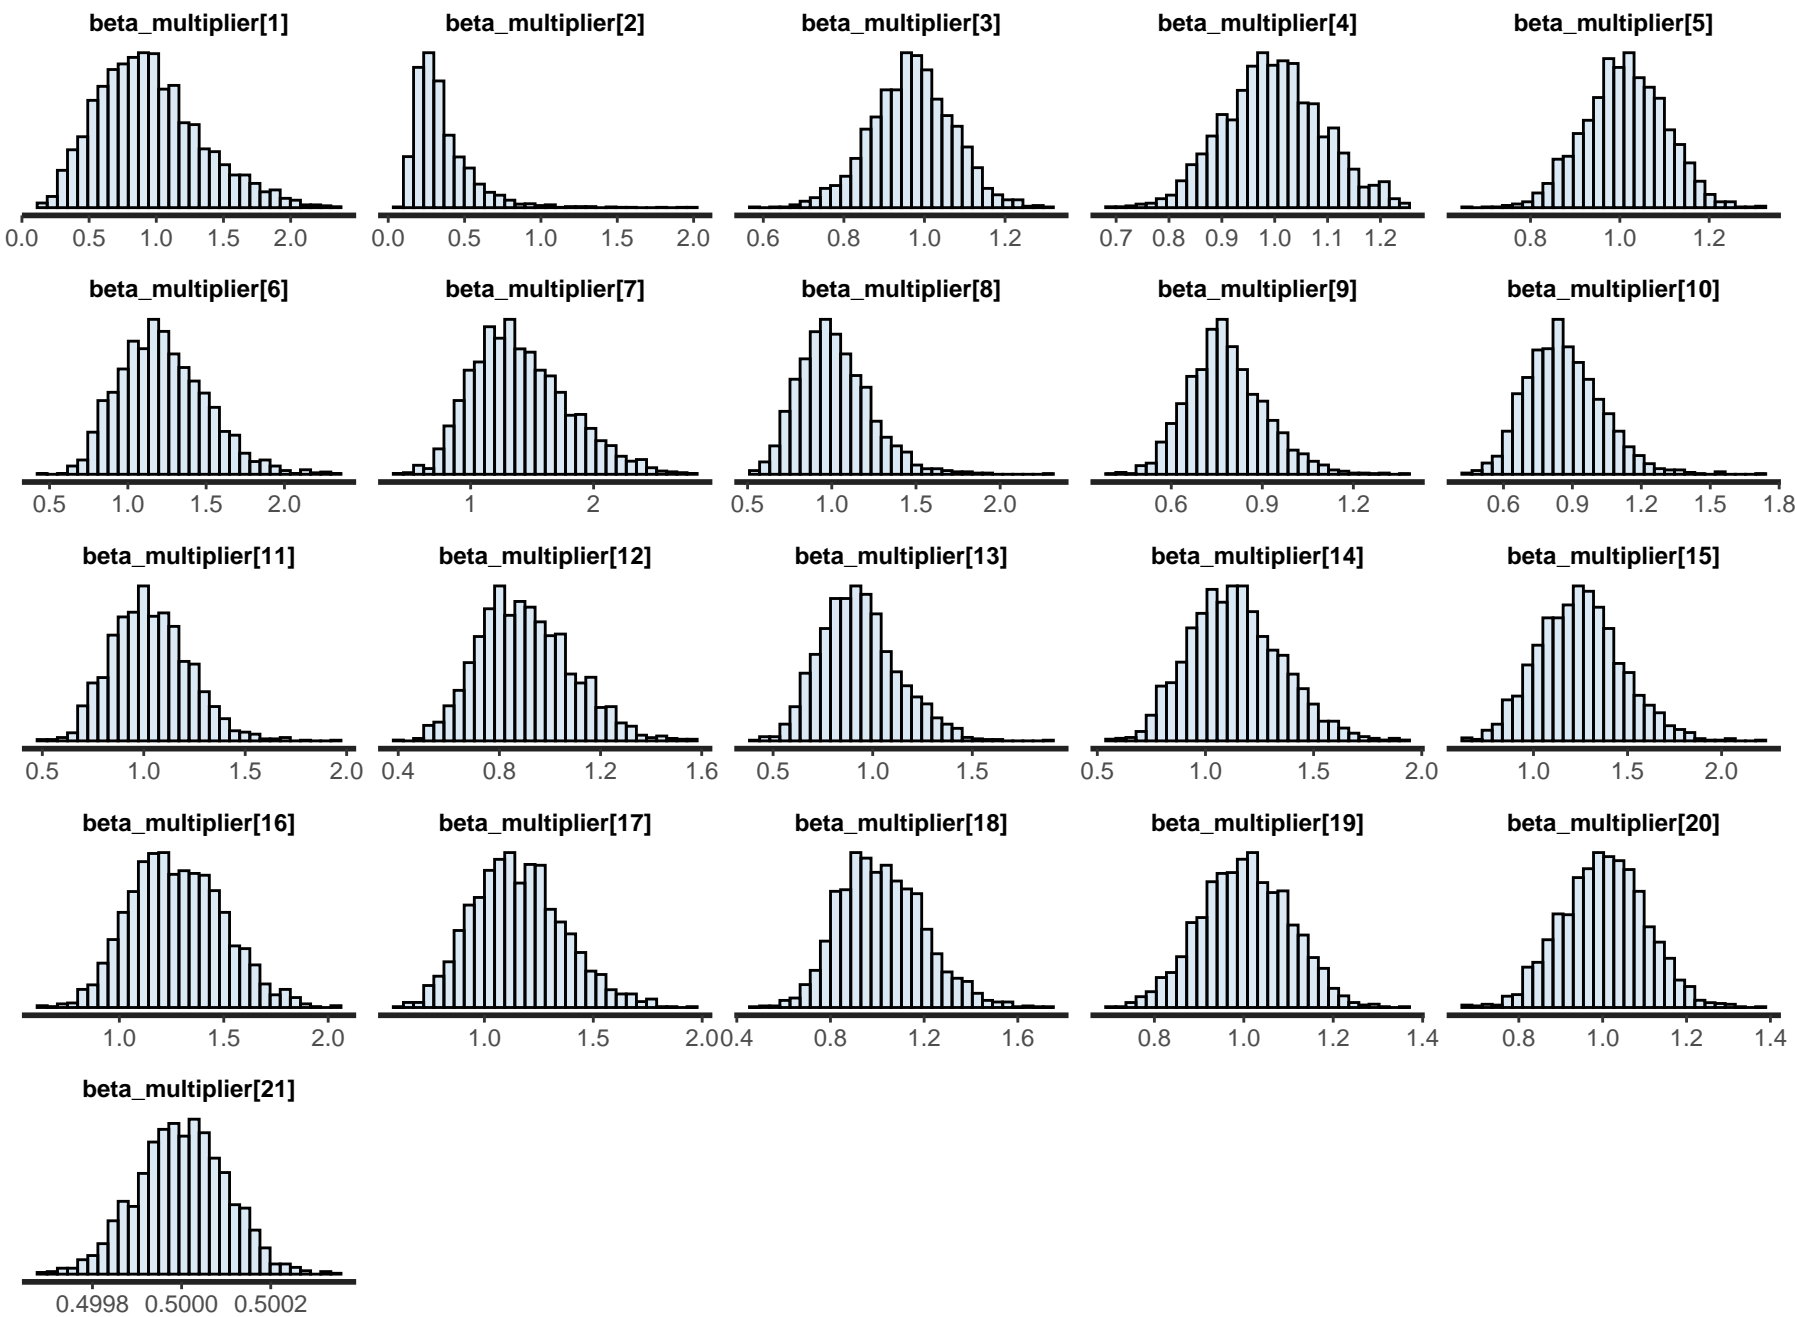 beta_multiplier[1] beta_multiplier[2] beta_multiplier[3] beta_multiplier[4] beta_multiplier[5]
0.0 0.5 1.0 1.5 2.0 0.0 0.5 1.0 1.5 2.0 0.6 0.8 1.0 1.2 0.7 0.8 0.9 1.0 1.1 1.2 0.8 1.0 1.2
beta_multiplier[6] beta_multiplier[7] beta_multiplier[8] beta_multiplier[9] beta_multiplier[10]
0.5 1.0 1.5 2.0 1 2 0.5 1.0 1.5 2.0 0.6 0.9 1.2 0.6 0.9 1.2 1.5 1.8
beta_multiplier[11] beta_multiplier[12] beta_multiplier[13] beta_multiplier[14] beta_multiplier[15]
0.5 1.0 1.5 2.0 0.4 0.8 1.2 1.6 0.5 1.0 1.5 0.5 1.0 1.5 2.0 1.0 1.5 2.0
beta_multiplier[16] beta_multiplier[17] beta_multiplier[18] beta_multiplier[19] beta_multiplier[20]
1.0 1.5 2.0 1.0 1.5 2.0 0.4 0.8 1.2 1.6 0.8 1.0 1.2 1.4 0.8 1.0 1.2 1.4
beta_multiplier[21]
0.4998 0.5000 0.5002